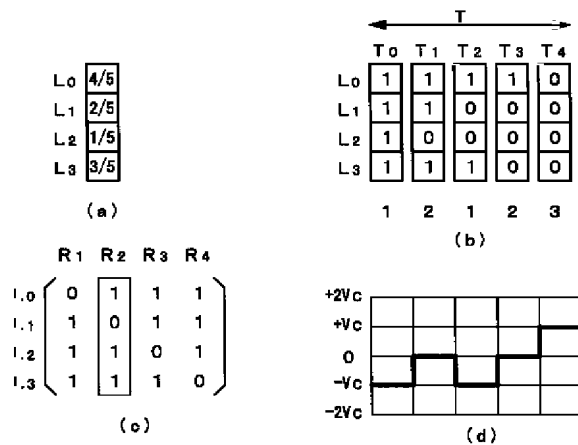 L0 4/5
L1 2/5
L2 1/5
L3 3/5
(a)
T
T0 T1 T2 T3 T4
L0 1 1 1 1 0
L1 1 1 0 0 0
L2 1 0 0 0 0
L3 1 1 1 0 0
1 2 1 2 3
(b)
R1 R2 R3 R4
L0 0 1 1 1
L1 1 0 1 1
L2 1 1 0 1
L3 1 1 1 0
(c)
+2Vc
+Vc
0
-Vc
-2Vc
(d)